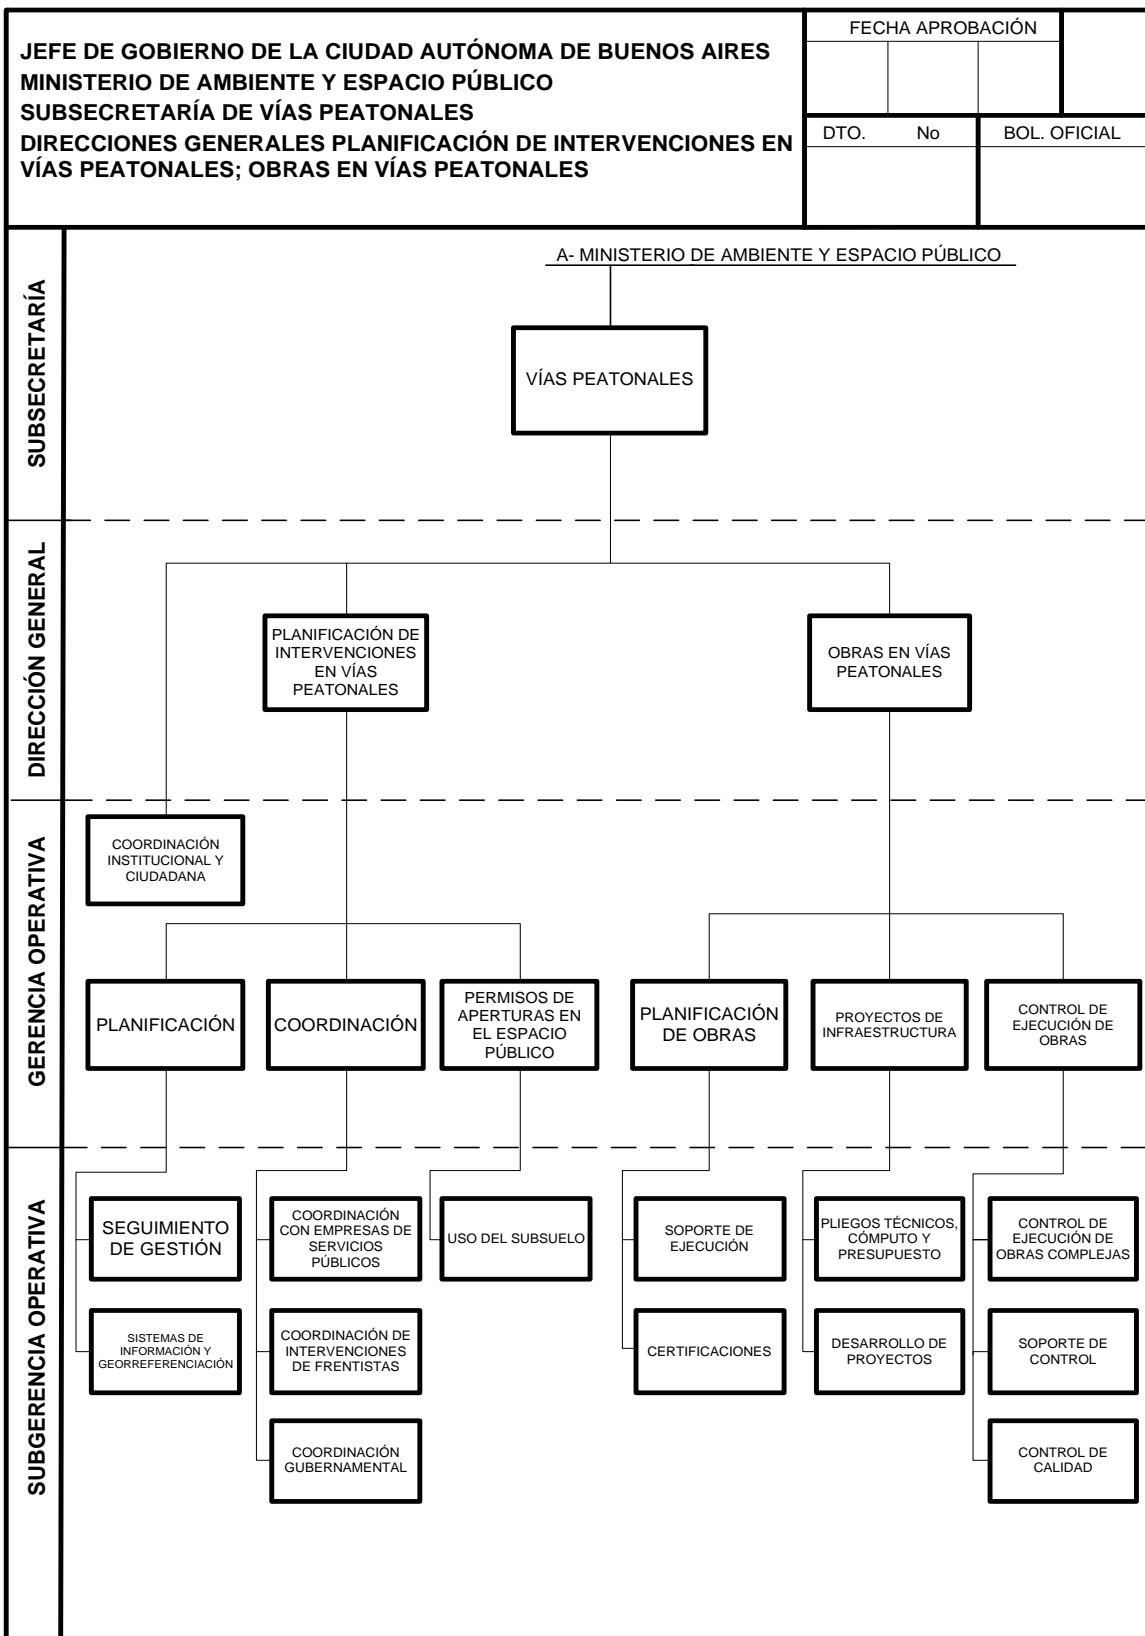 JEFE DE GOBIERNO DE LA CIUDAD AUTÓNOMA DE BUENOS AIRES
MINISTERIO DE AMBIENTE Y ESPACIO PÚBLICO
SUBSECRETARÍA DE VÍAS PEATONALES
DIRECCIONES GENERALES PLANIFICACIÓN DE INTERVENCIONES EN
VÍAS PEATONALES; OBRAS EN VÍAS PEATONALES
FECHA APROBACIÓN
DTO. No
BOL. OFICIAL
SUBSECRETARÍA
A- MINISTERIO DE AMBIENTE Y ESPACIO PÚBLICO
VÍAS PEATONALES
DIRECCIÓN GENERAL
PLANIFICACIÓN DE
INTERVENCIONES
EN VÍAS
PEATONALES
OBRAS EN VÍAS
PEATONALES
GERENCIA OPERATIVA
COORDINACIÓN
INSTITUCIONAL Y
CIUDADANA
PLANIFICACIÓN
COORDINACIÓN
PERMISOS DE
APERTURAS EN
EL ESPACIO
PÚBLICO
PLANIFICACIÓN
DE OBRAS
PROYECTOS DE
INFRAESTRUCTURA
CONTROL DE
EJECUCIÓN DE
OBRAS
SUBGERENCIA OPERATIVA
SEGUIMIENTO
DE GESTIÓN
COORDINACIÓN
CON EMPRESAS DE
SERVICIOS
PÚBLICOS
USO DEL SUBSUELO
SOPORTE DE
EJECUCIÓN
PLIEGOS TÉCNICOS,
CÓMPUTO Y
PRESUPUESTO
CONTROL DE
EJECUCIÓN DE
OBRAS COMPLEJAS
SISTEMAS DE
INFORMACIÓN Y
GEORREFERENCIACIÓN
COORDINACIÓN DE
INTERVENCIONES
DE FRENTISTAS
CERTIFICACIONES
DESARROLLO DE
PROYECTOS
SOPORTE DE
CONTROL
COORDINACIÓN
GUBERNAMENTAL
CONTROL DE
CALIDAD